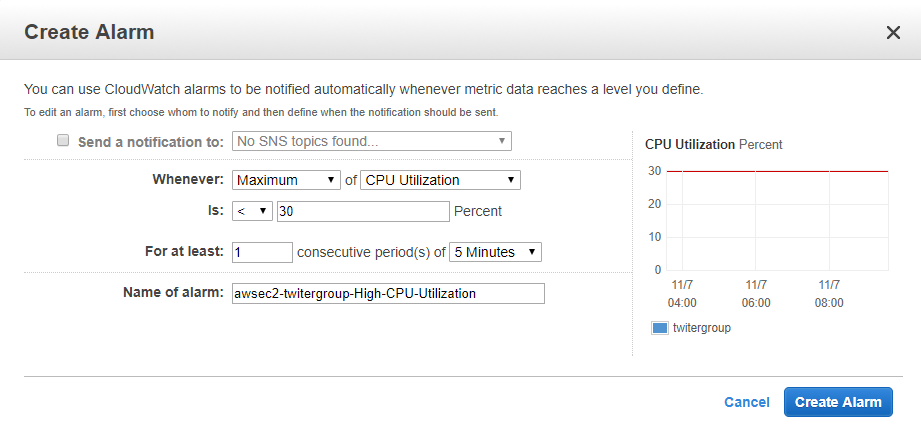 Create Alarm
You can use CloudWatch alarms to be notified automatically whenever metric data reaches a level you define.
To edit an alarm, first choose whom to notify and then define when the notification should be sent.
Send a notification to: No SNS topics found...
Whenever: Maximum of CPU Utilization
Is: < 30 Percent
For at least: 1 consecutive period(s) of 5 Minutes
Name of alarm: awsec2-twitergroup-High-CPU-Utilization
CPU Utilization Percent
30
20
10
0
11/7 11/7 11/7
04:00 06:00 08:00
twitergroup
Cancel Create Alarm